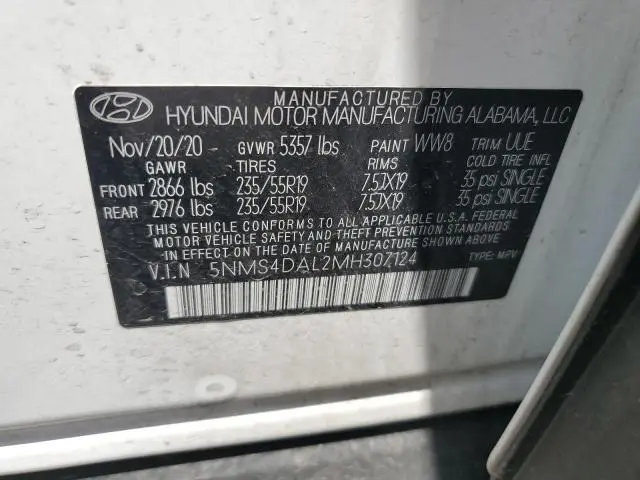 MANUFACTURED BY
HYUNDAI MOTOR MANUFACTURING ALABAMA, LLC
Nov/20/20 GVWR 5357 lbs PAINT WW8 TRIM UUE
GAWR TIRES RIMS COLD TIRE INFL
FRONT 2866 lbs 235/55R19 7.5JX19 35 psi SINGLE
REAR 2976 lbs 235/55R19 7.5JX19 35 psi SINGLE
THIS VEHICLE CONFORMS TO ALL APPLICABLE U.S.A. FEDERAL
MOTOR VEHICLE SAFETY AND THEFT PREVENTION STANDARDS
IN EFFECT ON THE DATE OF MANUFACTURE SHOWN ABOVE.
V.I.N 5NMS4DAL2MH307124 TYPE: MPV